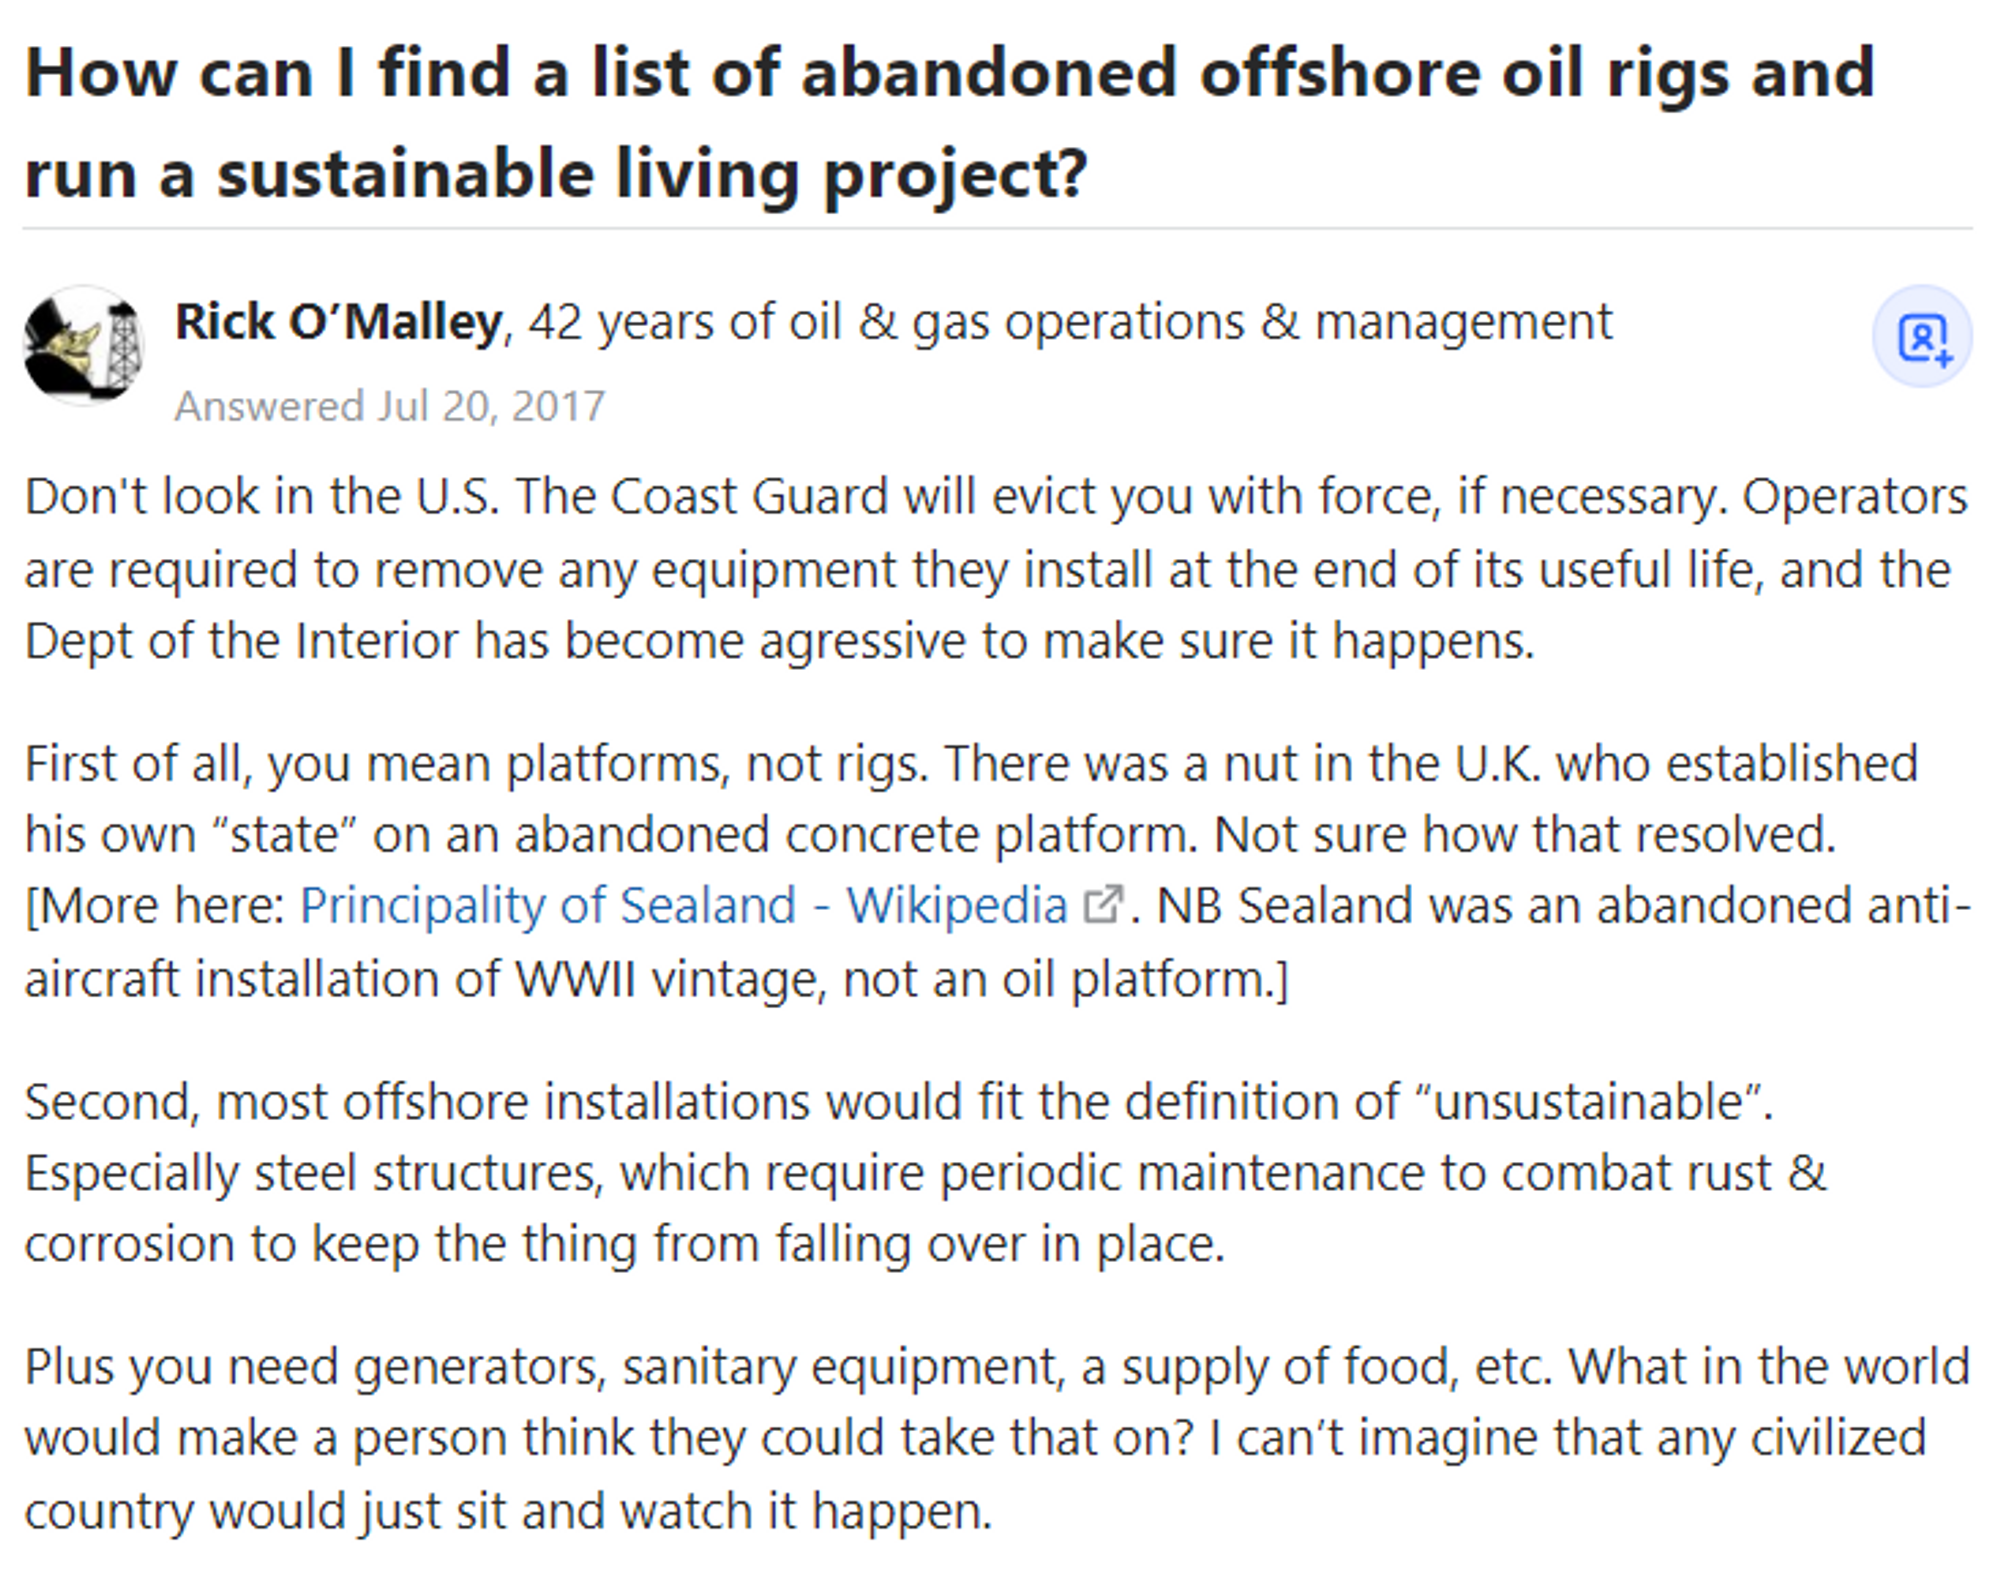 How can I find a list of abandoned offshore oil rigs and
run a sustainable living project?
Rick O’Malley, 42 years of oil & gas operations & management
Answered Jul 20, 2017
Don't look in the U.S. The Coast Guard will evict you with force, if necessary. Operators
are required to remove any equipment they install at the end of its useful life, and the
Dept of the Interior has become agressive to make sure it happens.
First of all, you mean platforms, not rigs. There was a nut in the U.K. who established
his own “state” on an abandoned concrete platform. Not sure how that resolved.
[More here: Principality of Sealand - Wikipedia. NB Sealand was an abandoned anti-
aircraft installation of WWII vintage, not an oil platform.]
Second, most offshore installations would fit the definition of “unsustainable”.
Especially steel structures, which require periodic maintenance to combat rust &
corrosion to keep the thing from falling over in place.
Plus you need generators, sanitary equipment, a supply of food, etc. What in the world
would make a person think they could take that on? I can’t imagine that any civilized
country would just sit and watch it happen.